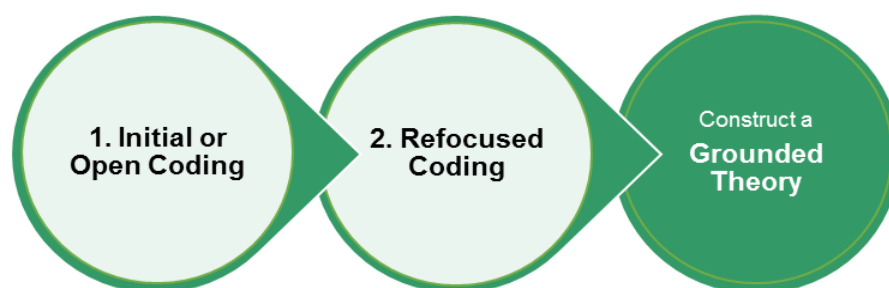 1. Initial or
Open Coding
2. Refocused
Coding
Construct a
Grounded
Theory